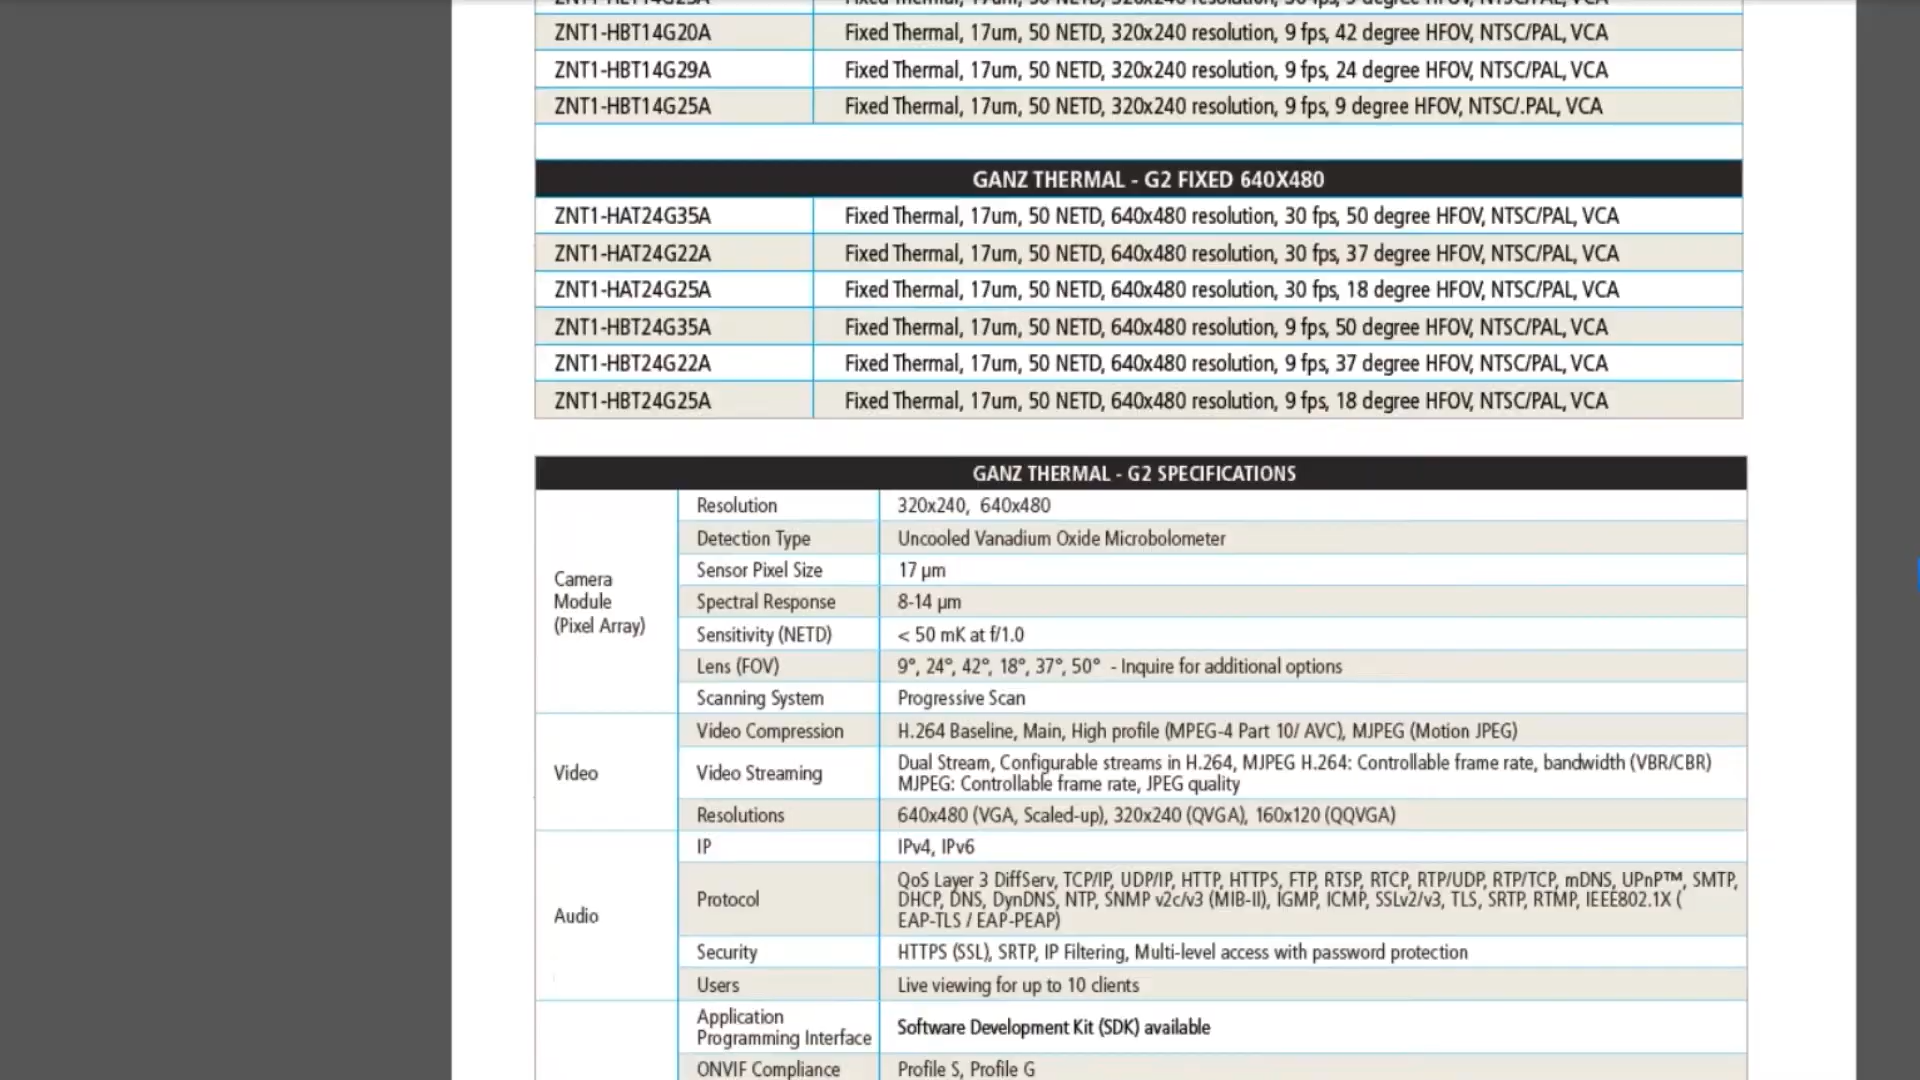 ZNT1-HBT14G20A Fixed Thermal, 17um, 50 NETD, 320x240 resolution, 9 fps, 42 degree HFOV, NTSC/PAL, VCA
ZNT1-HBT14G29A Fixed Thermal, 17um, 50 NETD, 320x240 resolution, 9 fps, 24 degree HFOV, NTSC/PAL, VCA
ZNT1-HBT14G25A Fixed Thermal, 17um, 50 NETD, 320x240 resolution, 9 fps, 9 degree HFOV, NTSC/.PAL, VCA
GANZ THERMAL - G2 FIXED 640X480
ZNT1-HAT24G35A Fixed Thermal, 17um, 50 NETD, 640x480 resolution, 30 fps, 50 degree HFOV, NTSC/PAL, VCA
ZNT1-HAT24G22A Fixed Thermal, 17um, 50 NETD, 640x480 resolution, 30 fps, 37 degree HFOV, NTSC/PAL, VCA
ZNT1-HAT24G25A Fixed Thermal, 17um, 50 NETD, 640x480 resolution, 30 fps, 18 degree HFOV, NTSC/PAL, VCA
ZNT1-HBT24G35A Fixed Thermal, 17um, 50 NETD, 640x480 resolution, 9 fps, 50 degree HFOV, NTSC/PAL, VCA
ZNT1-HBT24G22A Fixed Thermal, 17um, 50 NETD, 640x480 resolution, 9 fps, 37 degree HFOV, NTSC/PAL, VCA
ZNT1-HBT24G25A Fixed Thermal, 17um, 50 NETD, 640x480 resolution, 9 fps, 18 degree HFOV, NTSC/PAL, VCA
GANZ THERMAL - G2 SPECIFICATIONS
Camera
Module
(Pixel Array)
Resolution 320x240, 640x480
Detection Type Uncooled Vanadium Oxide Microbolometer
Sensor Pixel Size 17 µm
Spectral Response 8-14 µm
Sensitivity (NETD) < 50 mK at f/1.0
Lens (FOV) 9°, 24°, 42°, 18°, 37°, 50° - Inquire for additional options
Scanning System Progressive Scan
Video
Video Compression H.264 Baseline, Main, High profile (MPEG-4 Part 10/ AVC), MJPEG (Motion JPEG)
Video Streaming Dual Stream, Configurable streams in H.264, MJPEG H.264: Controllable frame rate, bandwidth (VBR/CBR)
MJPEG: Controllable frame rate, JPEG quality
Resolutions 640x480 (VGA, Scaled-up), 320x240 (QVGA), 160x120 (QQVGA)
Audio
IP IPv4, IPv6
Protocol QoS Layer 3 DiffServ, TCP/IP, UDP/IP, HTTP, HTTPS, FTP, RTSP, RTCP, RTP/UDP, RTP/TCP, mDNS, UPnP™, SMTP,
DHCP, DNS, DynDNS, NTP, SNMP v2c/v3 (MIB-II), IGMP, ICMP, SSLv2/v3, TLS, SRTP, RTMP, IEEE802.1X (
EAP-TLS / EAP-PEAP)
Security HTTPS (SSL), SRTP, IP Filtering, Multi-level access with password protection
Users Live viewing for up to 10 clients
Application
Programming Interface Software Development Kit (SDK) available
ONVIF Compliance Profile S, Profile G